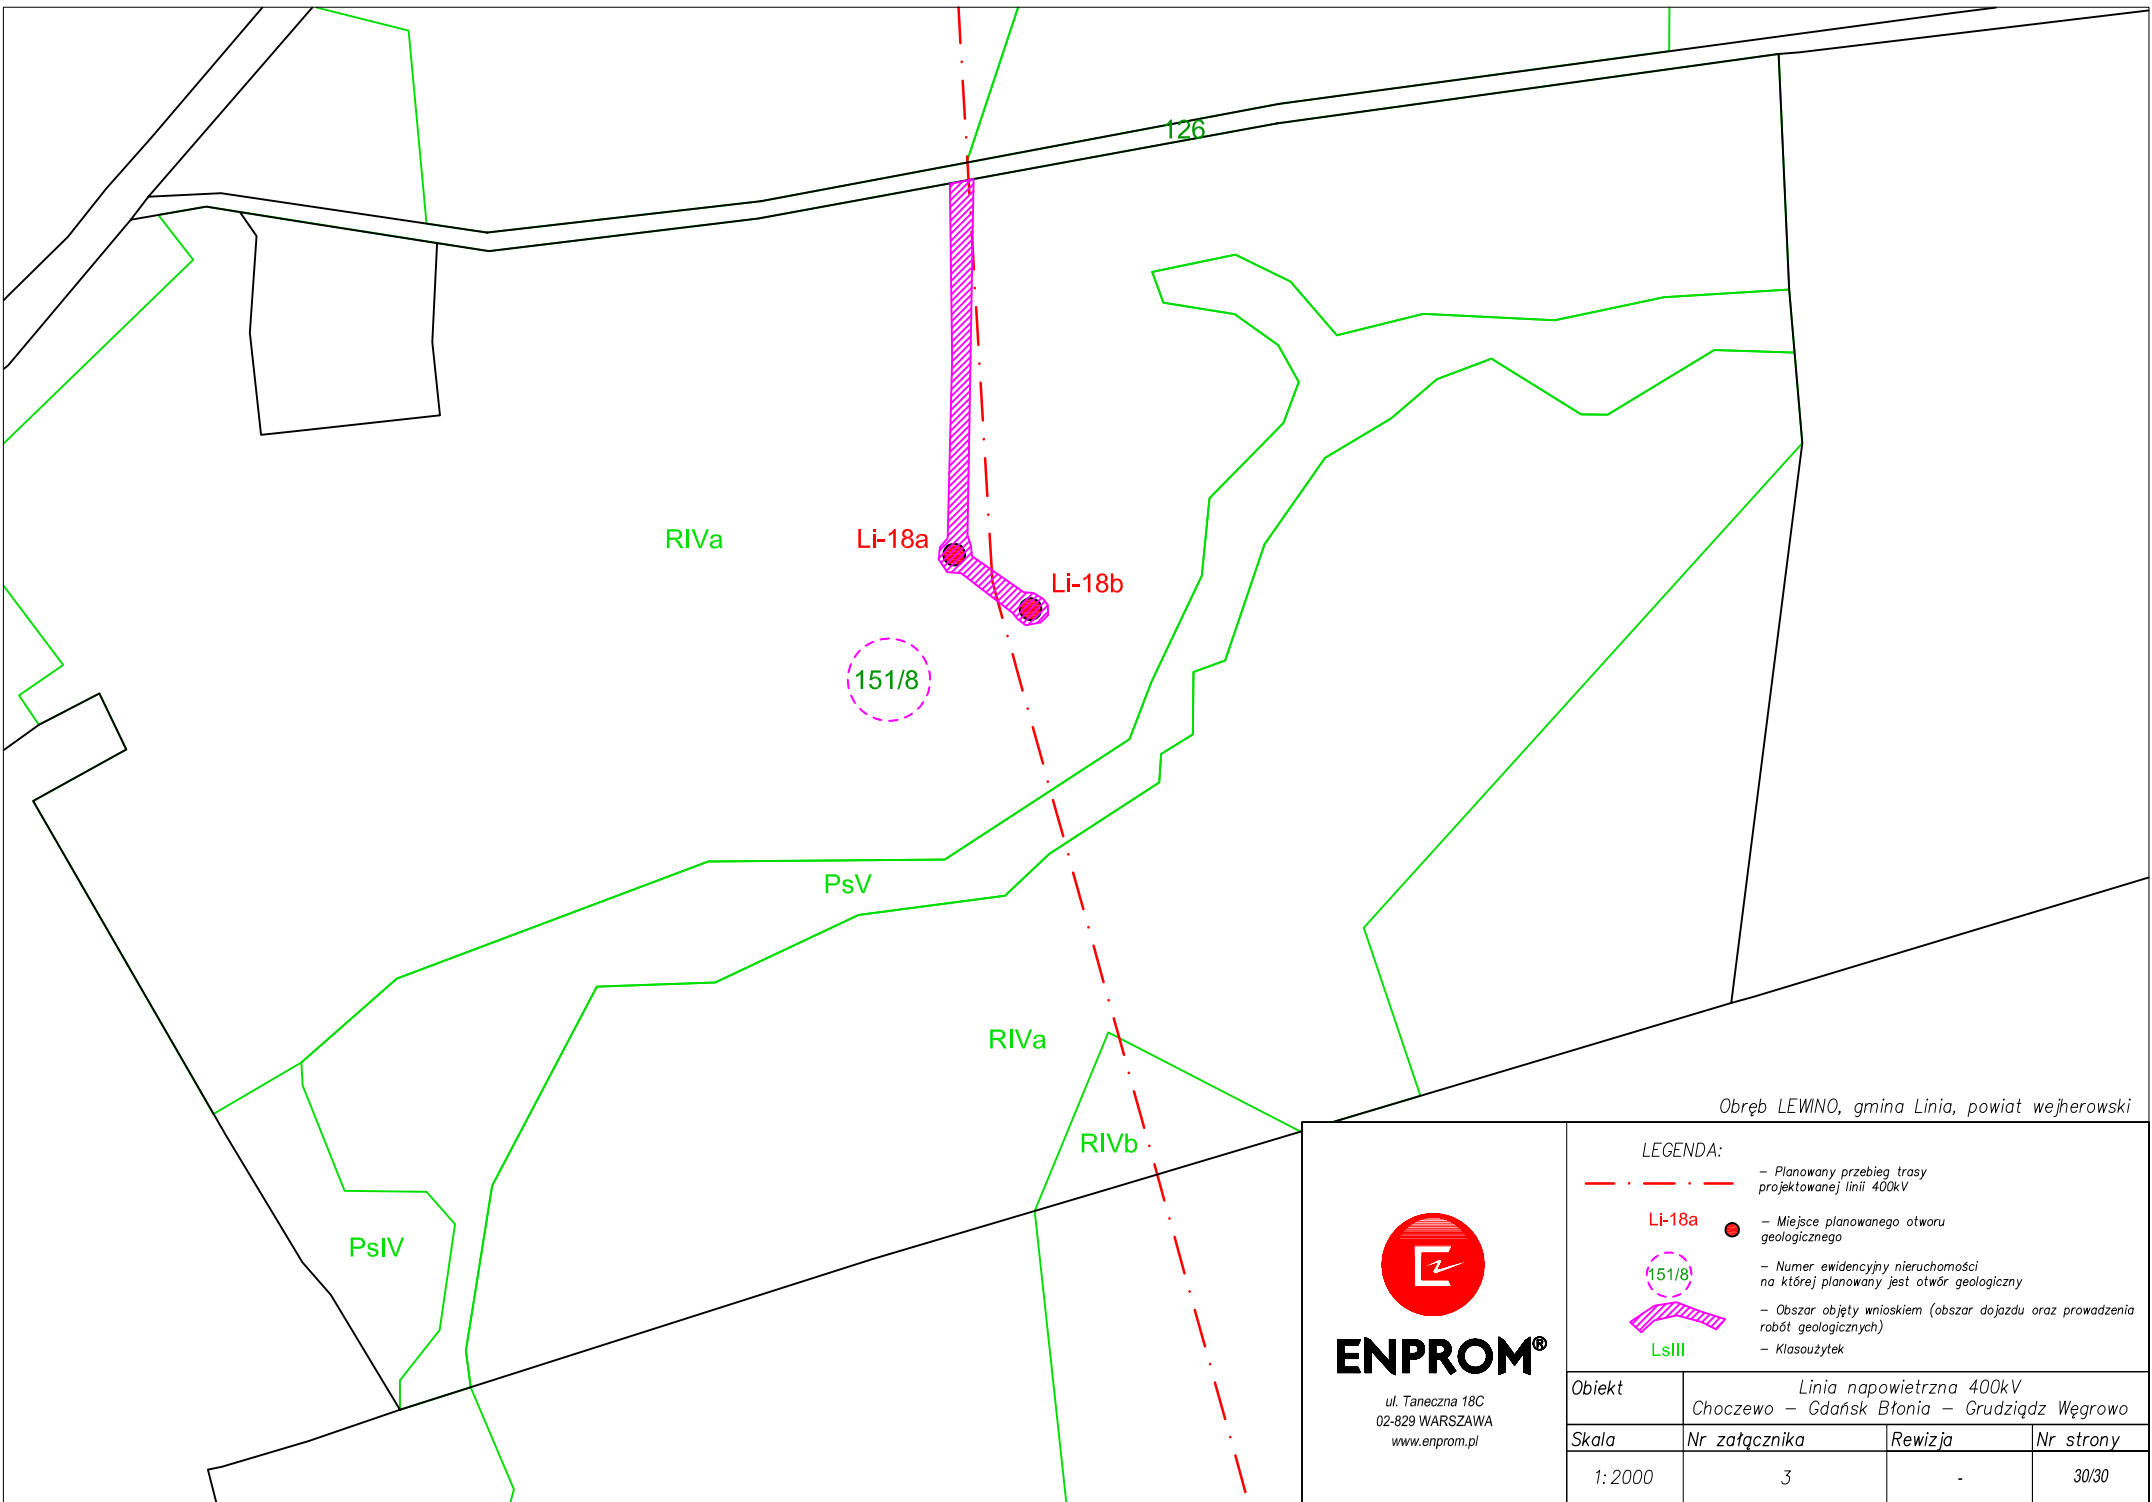 126
RIVa
Li-18a
Li-18b
151/8
PsV
RIVa
RIVb
PsIV
Obręb LEWINO, gmina Linia, powiat wejherowski
LEGENDA:
– Planowany przebieg trasy
projektowanej linii 400kV
Li-18a
– Miejsce planowanego otworu
geologicznego
151/8
– Numer ewidencyjny nieruchomości
na której planowany jest otwór geologiczny
– Obszar objęty wnioskiem (obszar dojazdu oraz prowadzenia
robót geologicznych)
LsIII
– Klasoużytek
ENPROM®
ul. Taneczna 18C
02-829 WARSZAWA
www.enprom.pl
Obiekt
Linia napowietrzna 400kV
Choczewo – Gdańsk Błonia – Grudziądz Węgrowo
Skala
Nr załącznika
Rewizja
Nr strony
1:2000
3
-
30/30